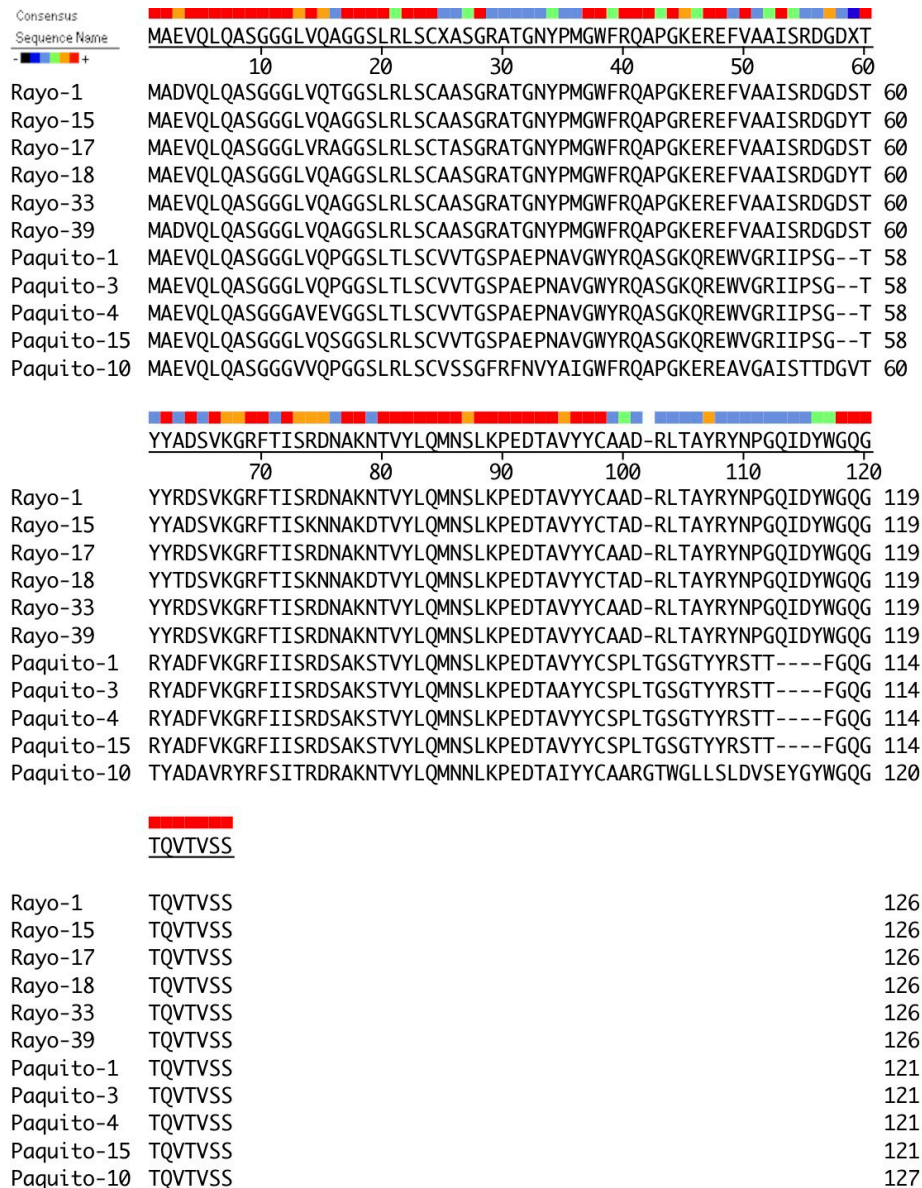 Consensus
Sequence Name
- +
MAEVQLQASGGGLVQAGGSLRLSCXASGRATGNYPMGWFRQAPGKEREFVAAISRDGDXT
10 20 30 40 50 60
Rayo-1 MADVQLQASGGGLVQTGGSLRLSCAASGRATGNYPMGWFRQAPGKEREFVAAISRDGDST 60
Rayo-15 MAEVQLQASGGGLVQAGGSLRLSCAASGRATGNYPMGWFRQAPGREREFVAAISRDGDYT 60
Rayo-17 MAEVQLQASGGGLVRAGGSLRLSCTASGRATGNYPMGWFRQAPGKEREFVAAISRDGDST 60
Rayo-18 MAEVQLQASGGGLVQAGGSLRLSCAASGRATGNYPMGWFRQAPGKEREFVAAISRDGDYT 60
Rayo-33 MAEVQLQASGGGLVQAGGSLRLSCAASGRATGNYPMGWFRQAPGKEREFVAAISRDGDST 60
Rayo-39 MADVQLQASGGGLVQAGGSLRLSCAASGRATGNYPMGWFRQAPGKEREFVAAISRDGDST 60
Paquito-1 MAEVQLQASGGGLVQPGGSLTLSCVVTGSPAEPNAVGWYRQASGKQREWVGRIIPSG--T 58
Paquito-3 MAEVQLQASGGGLVQPGGSLTLSCVVTGSPAEPNAVGWYRQASGKQREWVGRIIPSG--T 58
Paquito-4 MAEVQLQASGGGAVEVGGSLTLSCVVTGSPAEPNAVGWYRQASGKQREWVGRIIPSG--T 58
Paquito-15 MAEVQLQASGGGLVQSGGSLRLSCVVTGSPAEPNAVGWYRQASGKQREWVGRIIPSG--T 58
Paquito-10 MAEVQLQASGGGVVQPGGSLRLSCVSSGFRFNVYAIGWFRQAPGKEREAVGAISTTDGVT 60
YYADSVKGRFTISRDNAKNTVYLQMNSLKPEDTAVYYCAAD-RLTAYRYNPGQIDYWGQG
70 80 90 100 110 120
Rayo-1 YYRDSVKGRFTISRDNAKNTVYLQMNSLKPEDTAVYYCAAD-RLTAYRYNPGQIDYWGQG 119
Rayo-15 YYADSVKGRFTISKNNAKDTVYLQMNSLKPEDTAVYYCTAD-RLTAYRYNPGQIDYWGQG 119
Rayo-17 YYRDSVKGRFTISRDNAKNTVYLQMNSLKPEDTAVYYCAAD-RLTAYRYNPGQIDYWGQG 119
Rayo-18 YYTDSVKGRFTISKNNAKDTVYLQMNSLKPEDTAVYYCTAD-RLTAYRYNPGQIDYWGQG 119
Rayo-33 YYRDSVKGRFTISRDNAKNTVYLQMNSLKPEDTAVYYCAAD-RLTAYRYNPGQIDYWGQG 119
Rayo-39 YYRDSVKGRFTISRDNAKNTVYLQMNSLKPEDTAVYYCAAD-RLTAYRYNPGQIDYWGQG 119
Paquito-1 RYADFVKGRFIISRDSAKSTVYLQMNSLKPEDTAVYYCSPLTGSGTYYRSTT----FGQG 114
Paquito-3 RYADFVKGRFIISRDSAKSTVYLQMNSLKPEDTAAYYCSPLTGSGTYYRSTT----FGQG 114
Paquito-4 RYADFVKGRFIISRDSAKSTVYLQMNSLKPEDTAVYYCSPLTGSGTYYRSTT----FGQG 114
Paquito-15 RYADFVKGRFIISRDSAKSTVYLQMNSLKPEDTAVYYCSPLTGSGTYYRSTT----FGQG 114
Paquito-10 TYADAVRYRFSITRDRAKNTVYLQMNNLKPEDTAIYYCAARGTWGLLSLDVSEYGYWGQG 120
TQVTVSS
Rayo-1 TQVTVSS 126
Rayo-15 TQVTVSS 126
Rayo-17 TQVTVSS 126
Rayo-18 TQVTVSS 126
Rayo-33 TQVTVSS 126
Rayo-39 TQVTVSS 126
Paquito-1 TQVTVSS 121
Paquito-3 TQVTVSS 121
Paquito-4 TQVTVSS 121
Paquito-15 TQVTVSS 121
Paquito-10 TQVTVSS 127